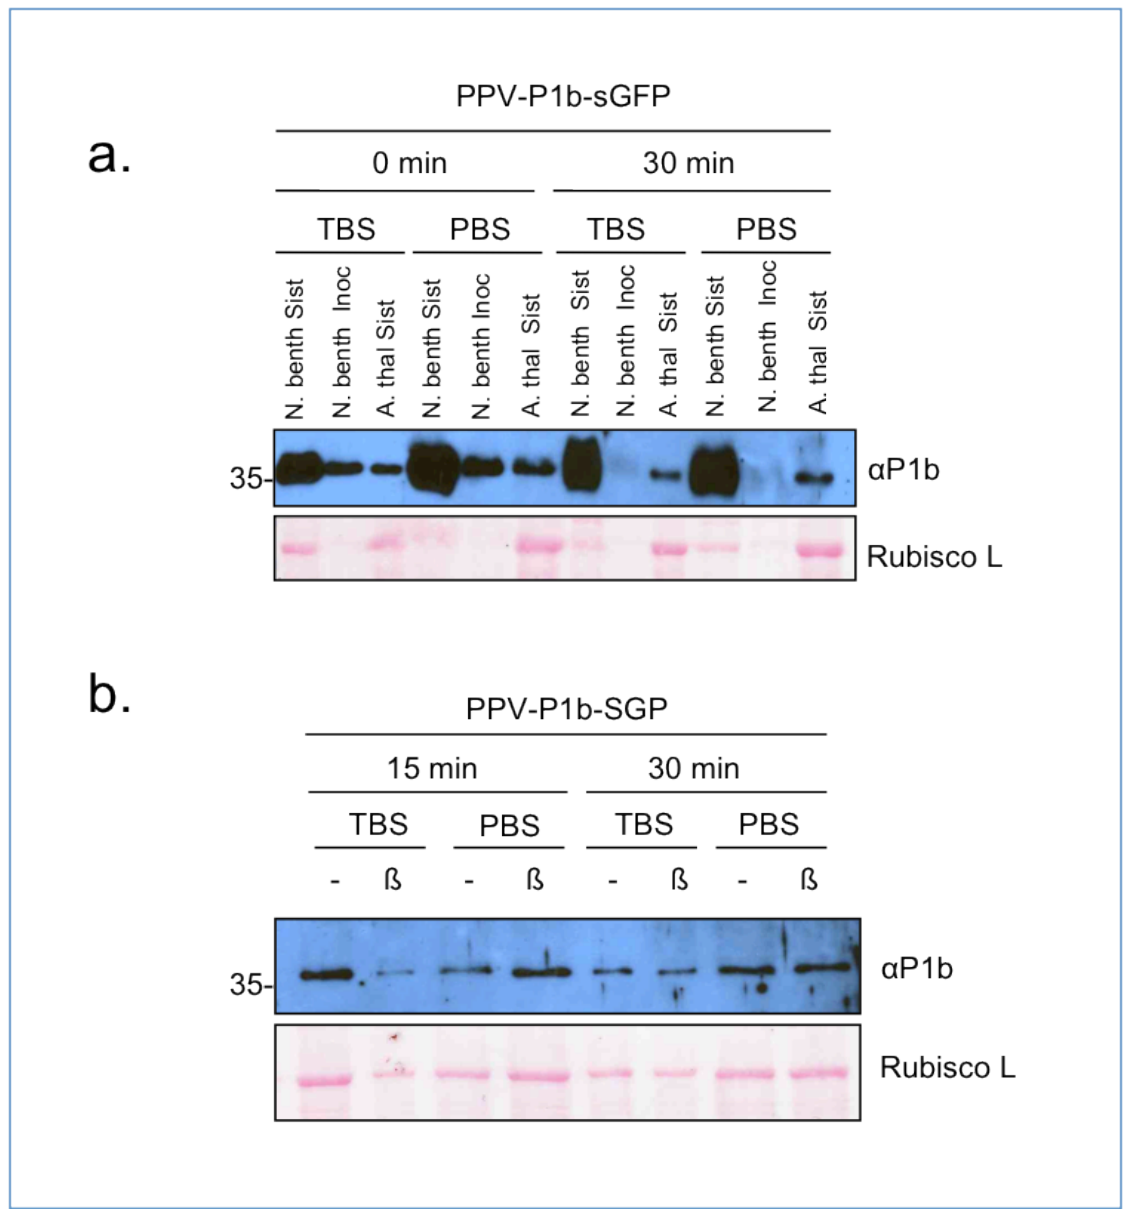 PPV-P1b-sGFP
a.
0 min 30 min
TBS PBS TBS PBS
N. benth Sist N. benth Inoc A. thal Sist N. benth Sist N. benth Inoc A. thal Sist N. benth Sist N. benth Inoc A. thal Sist N. benth Sist N. benth Inoc A. thal Sist
35- αP1b
Rubisco L
b.
PPV-P1b-SGP
15 min 30 min
TBS PBS TBS PBS
- ß - ß - ß - ß
35- αP1b
Rubisco L